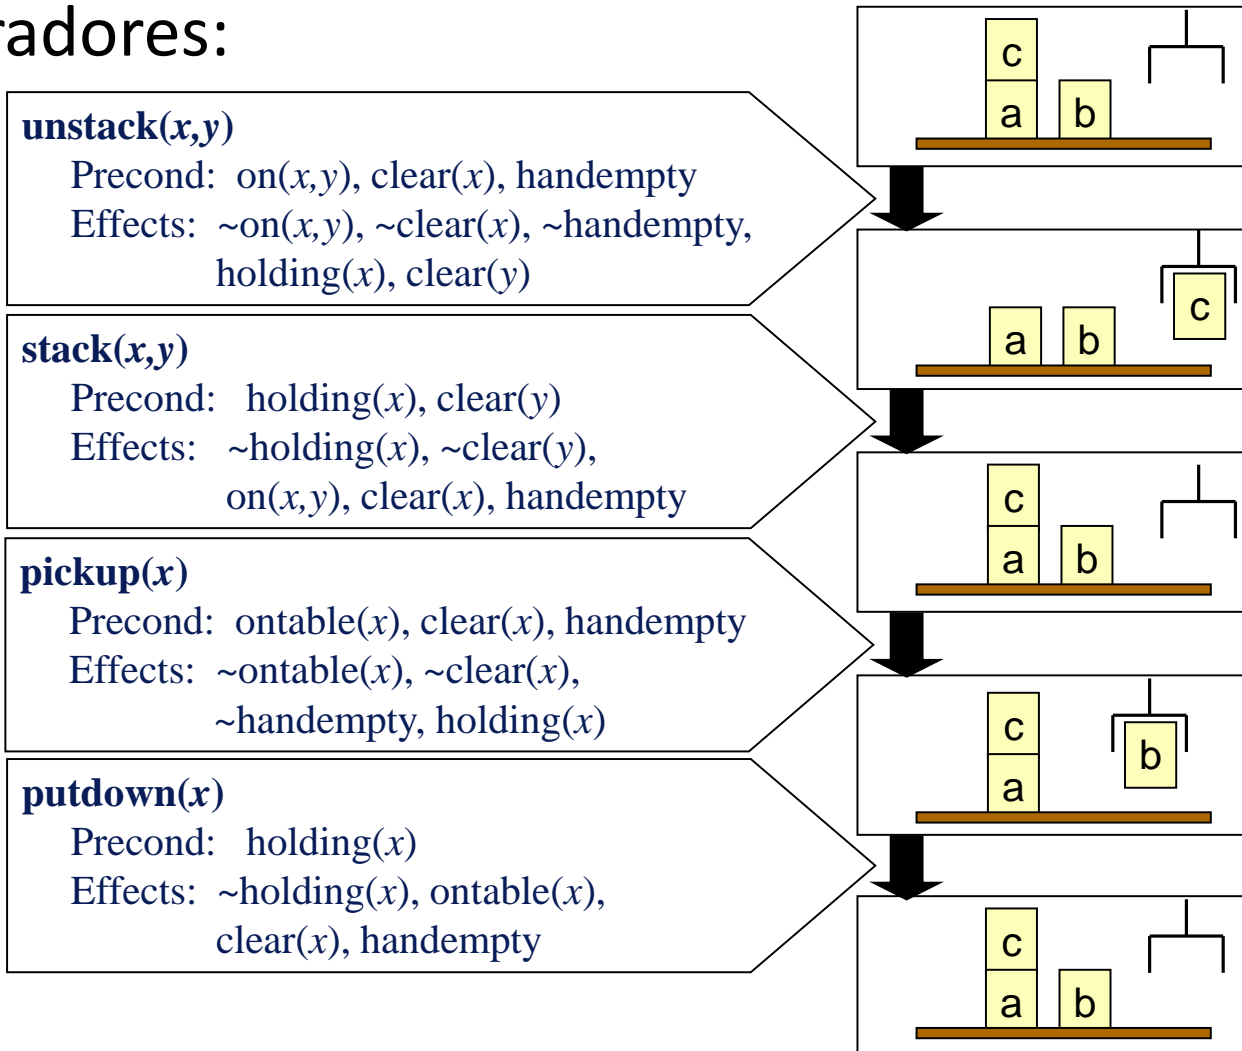 radores:
unstack(x,y)
Precond: on(x,y), clear(x), handempty
Effects: ~on(x,y), ~clear(x), ~handempty,
holding(x), clear(y)
stack(x,y)
Precond: holding(x), clear(y)
Effects: ~holding(x), ~clear(y),
on(x,y), clear(x), handempty
pickup(x)
Precond: ontable(x), clear(x), handempty
Effects: ~ontable(x), ~clear(x),
~handempty, holding(x)
putdown(x)
Precond: holding(x)
Effects: ~holding(x), ontable(x),
clear(x), handempty
c
a b
c
a b
c
a b
c
b
a
c
a b